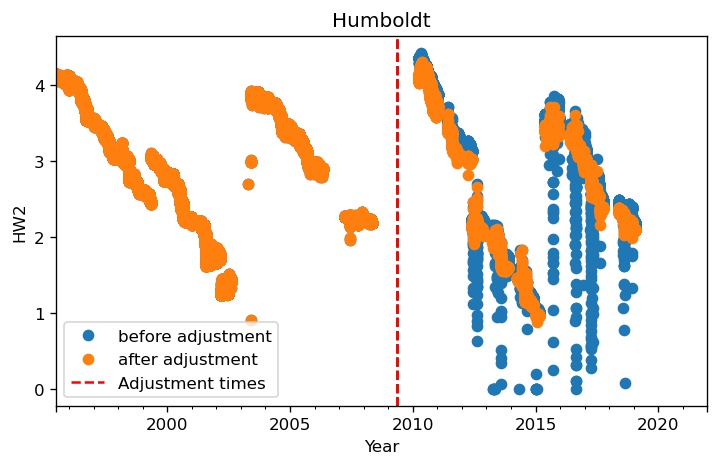 Humboldt
HW2
4
3
2
1
0
before adjustment
after adjustment
Adjustment times
2000
2005
2010
2015
2020
Year